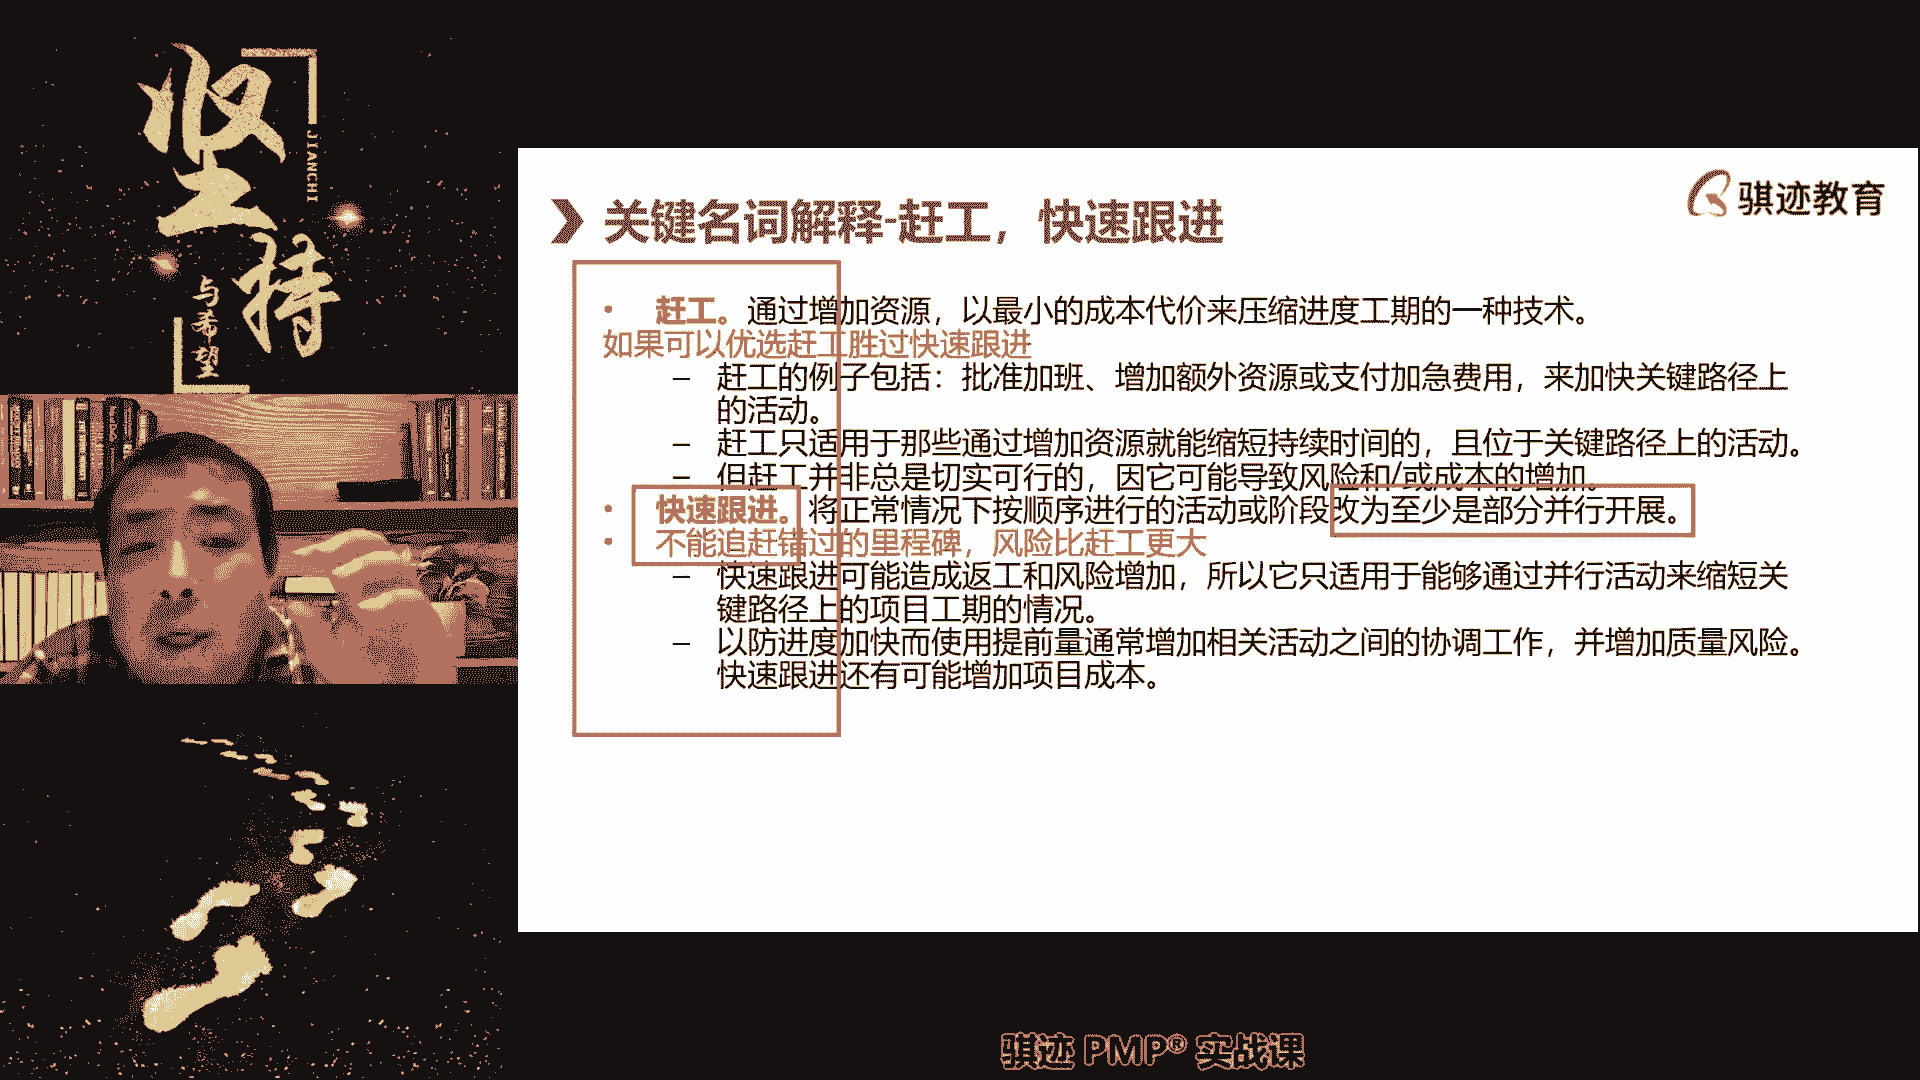 坚持
JIANCHI
与希望
骐迹教育
关键名词解释-赶工，快速跟进
• 赶工。通过增加资源，以最小的成本代价来压缩进度工期的一种技术。
如果可以优选赶工胜过快速跟进
– 赶工的例子包括：批准加班、增加额外资源或支付加急费用，来加快关键路径上
的活动。
– 赶工只适用于那些通过增加资源就能缩短持续时间的，且位于关键路径上的活动。
– 但赶工并非总是切实可行的，因它可能导致风险和/或成本的增加。
• 快速跟进。将正常情况下按顺序进行的活动或阶段改为至少是部分并行开展。
• 不能追赶错过的里程碑，风险比赶工更大
– 快速跟进可能造成返工和风险增加，所以它只适用于能够通过并行活动来缩短关
键路径上的项目工期的情况。
– 以防进度加快而使用提前量通常增加相关活动之间的协调工作，并增加质量风险。
快速跟进还有可能增加项目成本。
骐迹 PMP® 实战课